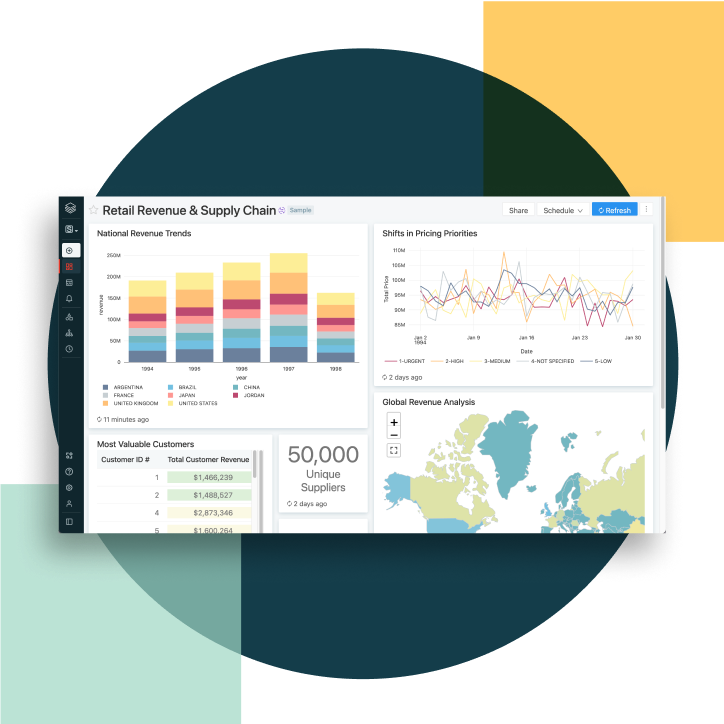 Retail Revenue & Supply Chain Sample
Share Schedule Refresh
National Revenue Trends
revenue
250M
200M
150M
100M
50M
0
1994 1995 1996 1997 1998
year
ARGENTINA BRAZIL CHINA
FRANCE JAPAN JORDAN
UNITED KINGDOM UNITED STATES
11 minutes ago
Shifts in Pricing Priorities
Total Price
110M
105M
100M
95M
90M
85M
Jan 2 Jan 9 Jan 16 Jan 23 Jan 30
1994
Date
1-URGENT 2-HIGH 3-MEDIUM 4-NOT SPECIFIED 5-LOW
2 days ago
Most Valuable Customers
Customer ID # Total Customer Revenue
1 $1,466,239
2 $1,488,527
4 $2,873,346
5 $1,600,264
50,000
Unique
Suppliers
2 days ago
Global Revenue Analysis
+
−